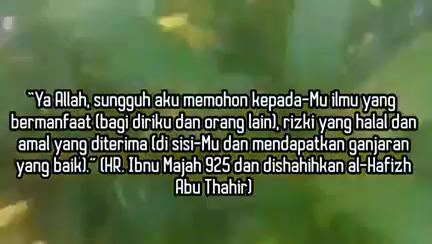 “Ya Allah, sungguh aku memohon kepada-Mu ilmu yang
bermanfaat (bagi diriku dan orang lain), rizki yang halal dan
amal yang diterima (di sisi-Mu dan mendapatkan ganjaran
yang baik).” (HR. Ibnu Majah 925 dan dishahihkan al-Hafizh
Abu Thahir)